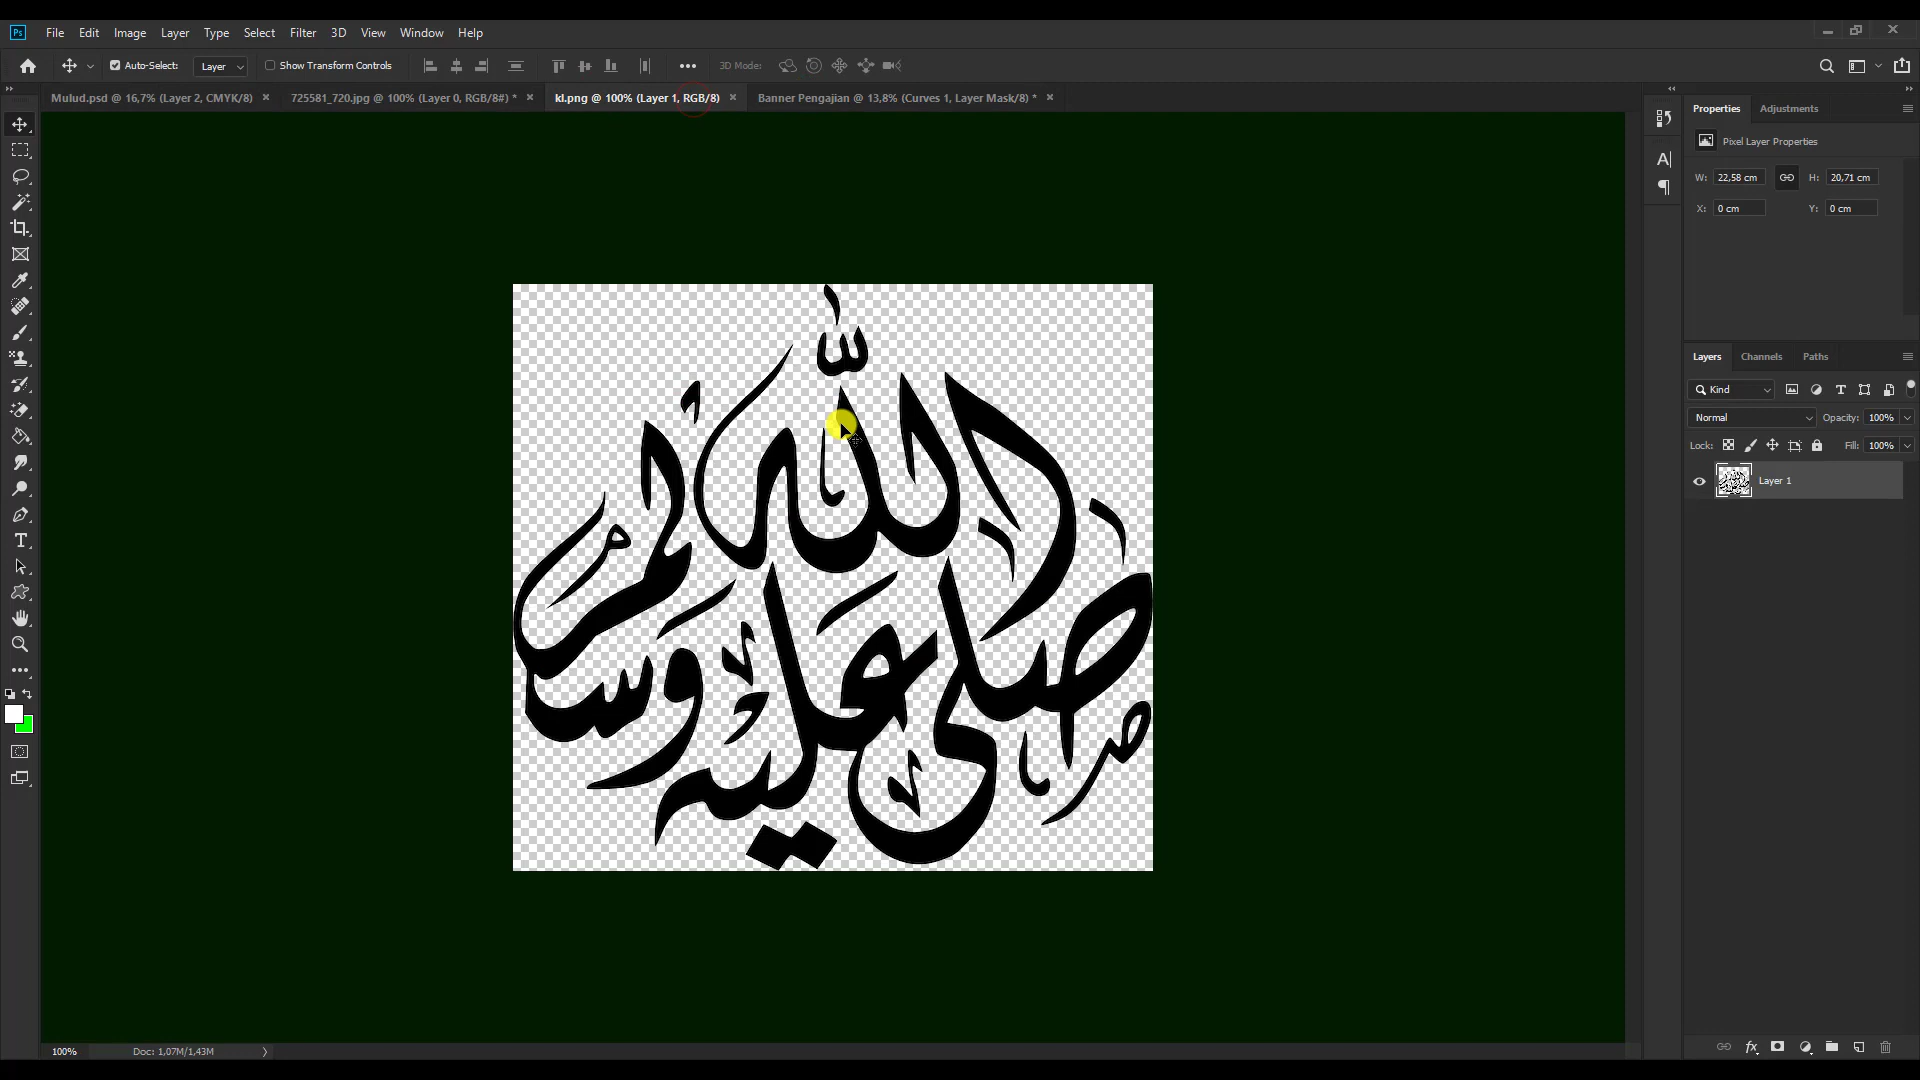 Ps File Edit Image Layer Type Select Filter 3D View Window Help
Auto-Select: Layer Show Transform Controls 3D Mode:
Mulud.psd @ 16,7% (Layer 2, CMYK/8) × 725581_720.jpg @ 100% (Layer 0, RGB/8#) * × kl.png @ 100% (Layer 1, RGB/8) × Banner Pengajian @ 13,8% (Curves 1, Layer Mask/8) * ×
Properties Adjustments
Pixel Layer Properties
W: 22,58 cm H: 20,71 cm
X: 0 cm Y: 0 cm
Layers Channels Paths
Kind
Normal Opacity: 100%
Lock: Fill: 100%
Layer 1
صلى الله عليه وسلم
100% Doc: 1,07M/1,43M